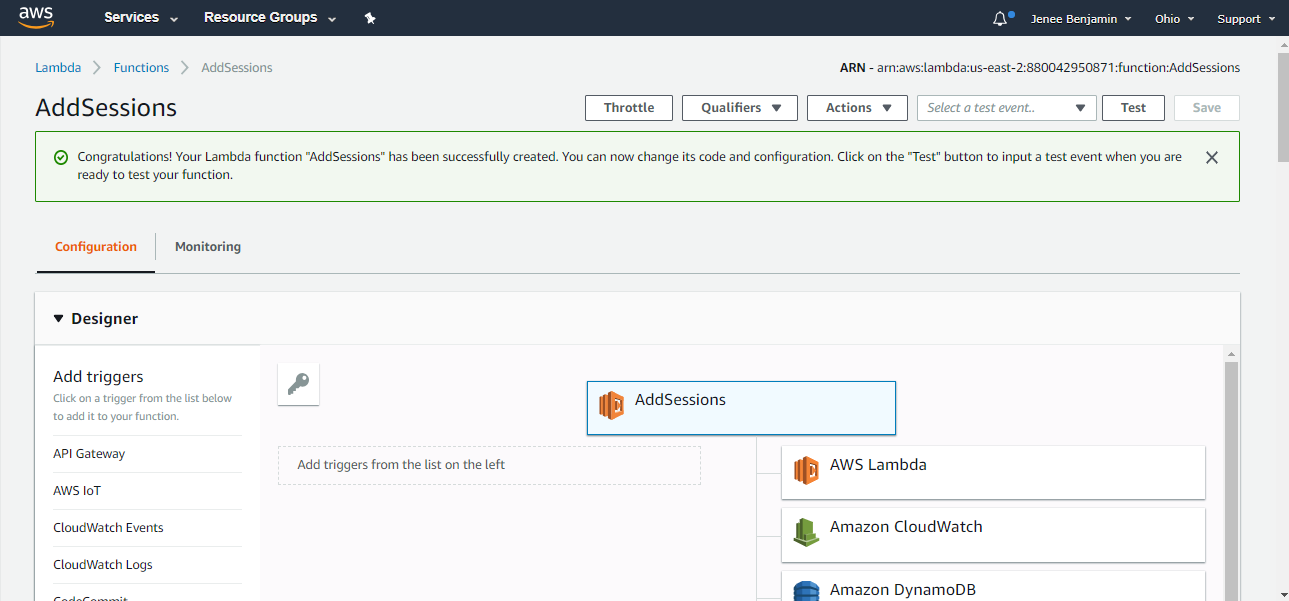 aws Services Resource Groups Jenee Benjamin Ohio Support
Lambda Functions AddSessions ARN - arn:aws:lambda:us-east-2:880042950871:function:AddSessions
AddSessions Throttle Qualifiers Actions Select a test event.. Test Save
Congratulations! Your Lambda function "AddSessions" has been successfully created. You can now change its code and configuration. Click on the "Test" button to input a test event when you are
ready to test your function.
Configuration Monitoring
Designer
Add triggers
Click on a trigger from the list below
to add it to your function.
API Gateway
AWS IoT
CloudWatch Events
CloudWatch Logs
CodeCommit
AddSessions
Add triggers from the list on the left
AWS Lambda
Amazon CloudWatch
Amazon DynamoDB